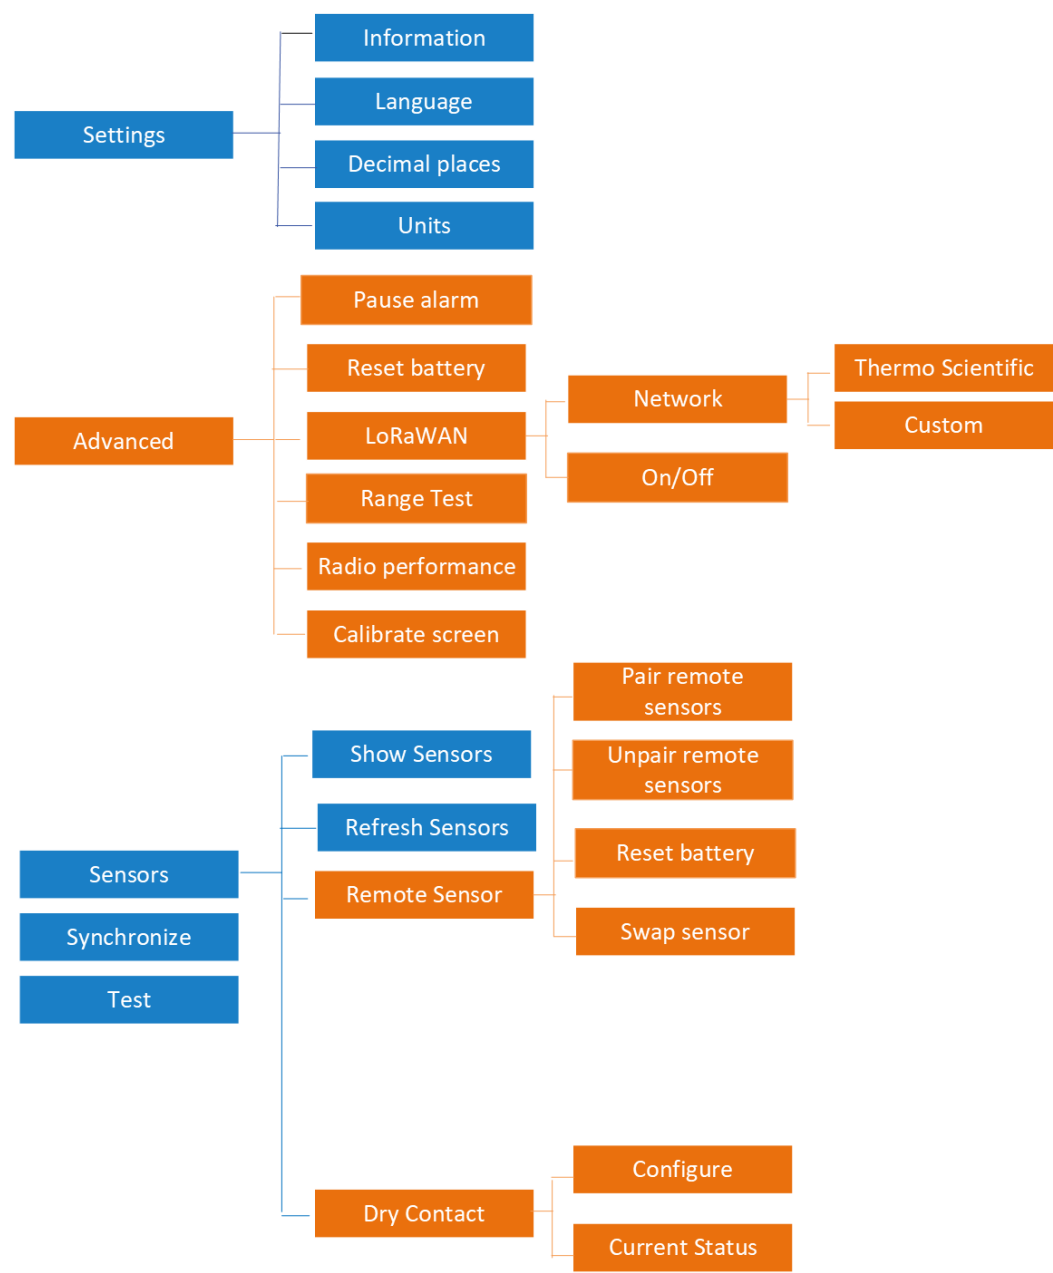 Settings
Information
Language
Decimal places
Units
Advanced
Pause alarm
Reset battery
LoRaWAN
Network
Thermo Scientific
Custom
On/Off
Range Test
Radio performance
Calibrate screen
Sensors
Show Sensors
Refresh Sensors
Remote Sensor
Pair remote
sensors
Unpair remote
sensors
Reset battery
Swap sensor
Dry Contact
Configure
Current Status
Synchronize
Test